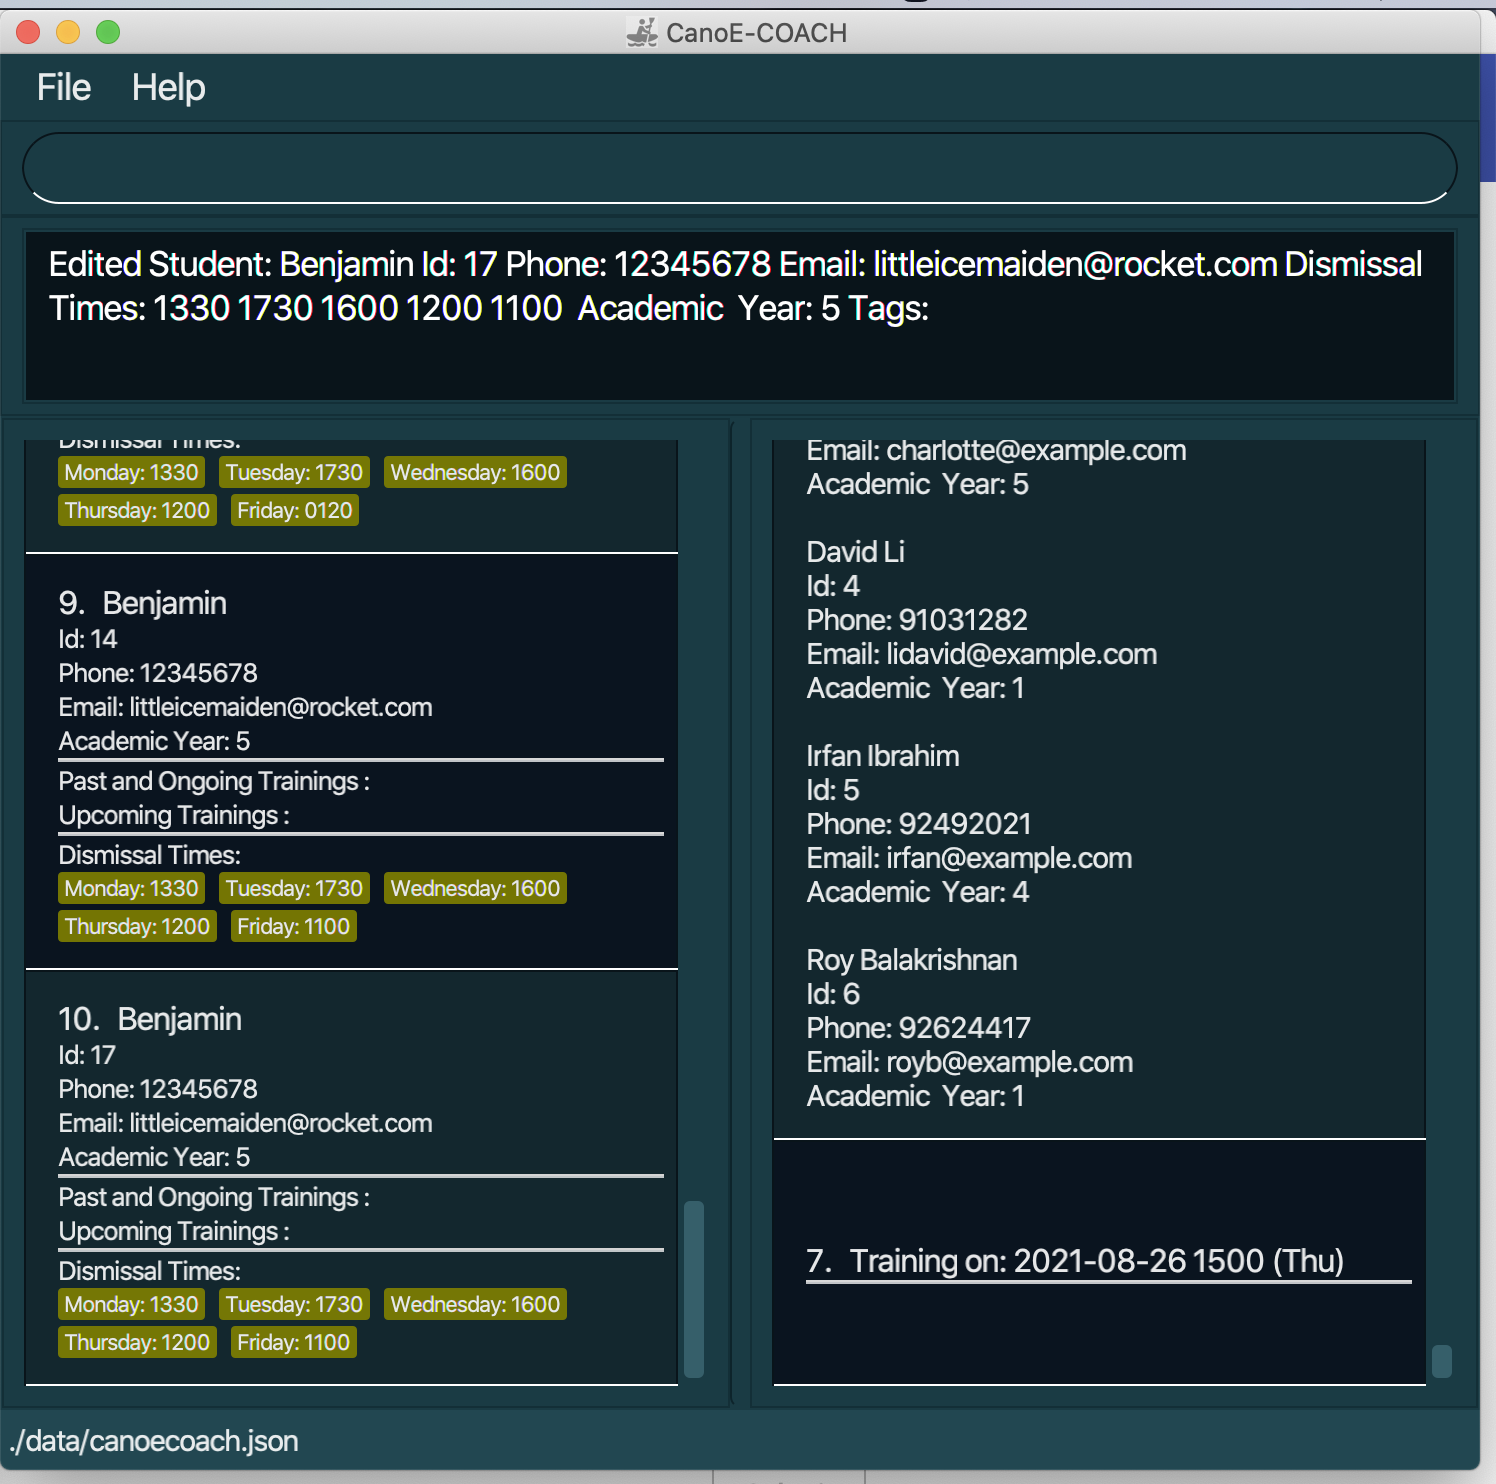 CanoE-COACH
File Help
Edited Student: Benjamin Id: 17 Phone: 12345678 Email: littleicemaiden@rocket.com Dismissal
Times: 1330 1730 1600 1200 1100 Academic Year: 5 Tags:
Dismissal Times:
Monday: 1330 Tuesday: 1730 Wednesday: 1600
Thursday: 1200 Friday: 0120
9. Benjamin
Id: 14
Phone: 12345678
Email: littleicemaiden@rocket.com
Academic Year: 5
Past and Ongoing Trainings :
Upcoming Trainings :
Dismissal Times:
Monday: 1330 Tuesday: 1730 Wednesday: 1600
Thursday: 1200 Friday: 1100
10. Benjamin
Id: 17
Phone: 12345678
Email: littleicemaiden@rocket.com
Academic Year: 5
Past and Ongoing Trainings :
Upcoming Trainings :
Dismissal Times:
Monday: 1330 Tuesday: 1730 Wednesday: 1600
Thursday: 1200 Friday: 1100
Email: charlotte@example.com
Academic Year: 5
David Li
Id: 4
Phone: 91031282
Email: lidavid@example.com
Academic Year: 1
Irfan Ibrahim
Id: 5
Phone: 92492021
Email: irfan@example.com
Academic Year: 4
Roy Balakrishnan
Id: 6
Phone: 92624417
Email: royb@example.com
Academic Year: 1
7. Training on: 2021-08-26 1500 (Thu)
./data/canoecoach.json